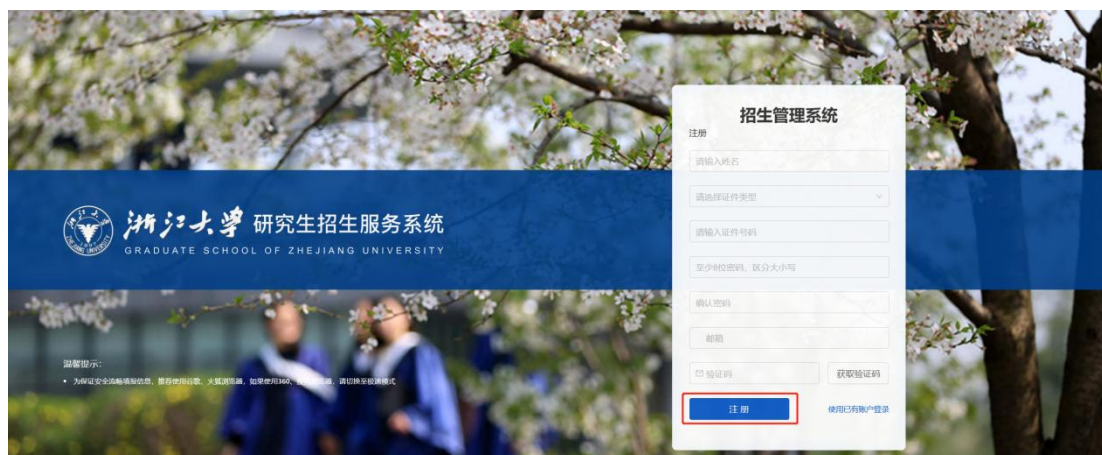 招生管理系统
注册
请输入姓名
请选择证件类型
请输入证件号码
至少8位密码，区分大小写
确认密码
邮箱
验证码 获取验证码
注 册 使用已有账户登录
浙江大学 研究生招生服务系统
GRADUATE SCHOOL OF ZHEJIANG UNIVERSITY
温馨提示：
• 为保证安全流畅填报信息，推荐使用谷歌、火狐浏览器，如果使用360、 浏览器，请切换至极速模式